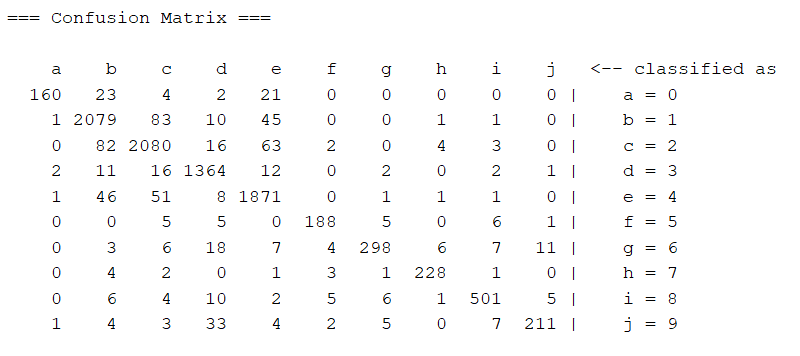 === Confusion Matrix ===
a b c d e f g h i j <-- classified as
160 23 4 2 21 0 0 0 0 0 | a = 0
1 2079 83 10 45 0 0 1 1 0 | b = 1
0 82 2080 16 63 2 0 4 3 0 | c = 2
2 11 16 1364 12 0 2 0 2 1 | d = 3
1 46 51 8 1871 0 1 1 1 0 | e = 4
0 0 5 5 0 188 5 0 6 1 | f = 5
0 3 6 18 7 4 298 6 7 11 | g = 6
0 4 2 0 1 3 1 228 1 0 | h = 7
0 6 4 10 2 5 6 1 501 5 | i = 8
1 4 3 33 4 2 5 0 7 211 | j = 9